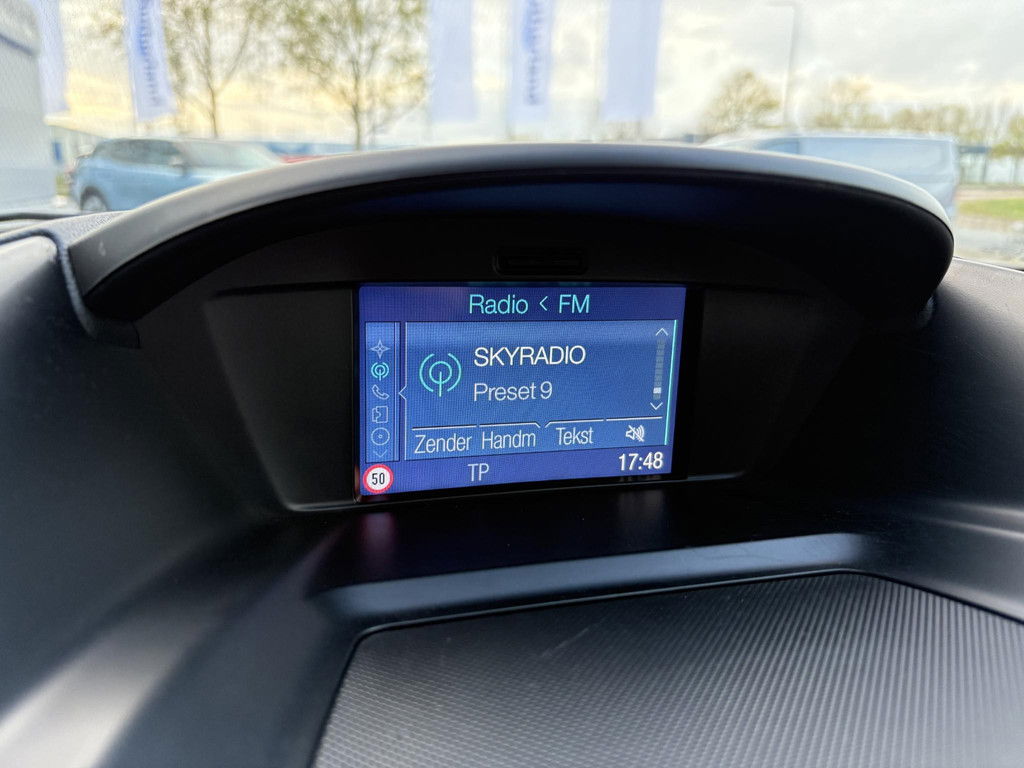 Radio < FM
SKYRADIO
Preset 9
Zender Handm Tekst
50 TP 17:48